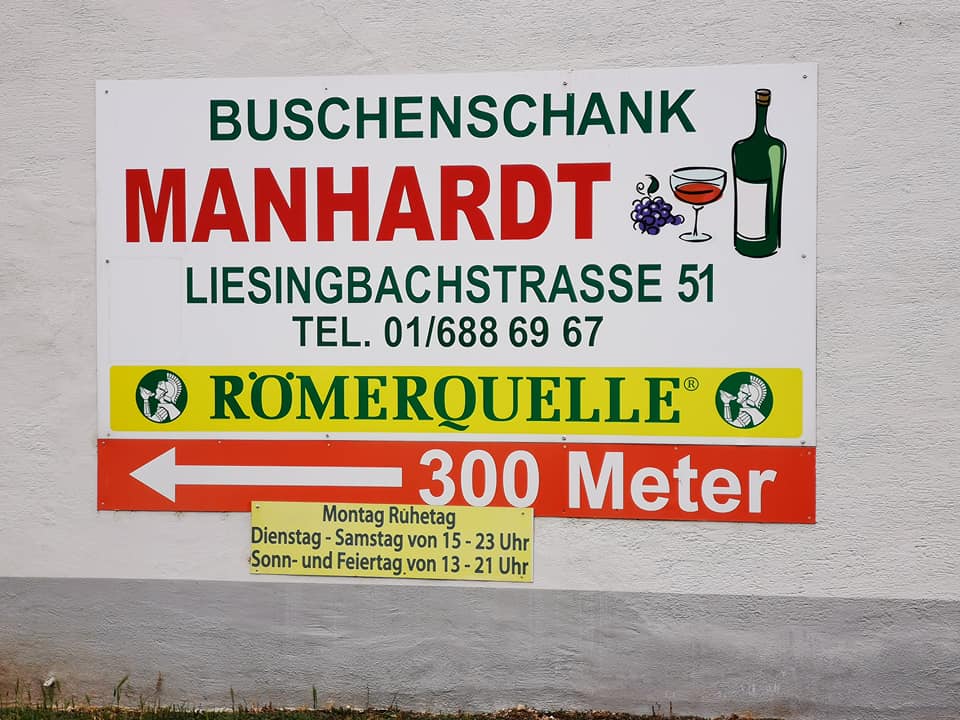 BUSCHENSCHANK
MANHARDT
LIESINGBACHSTRASSE 51
TEL. 01/688 69 67
RÖMERQUELLE®
300 Meter
Montag Ruhetag
Dienstag - Samstag von 15 - 23 Uhr
Sonn- und Feiertag von 13 - 21 Uhr